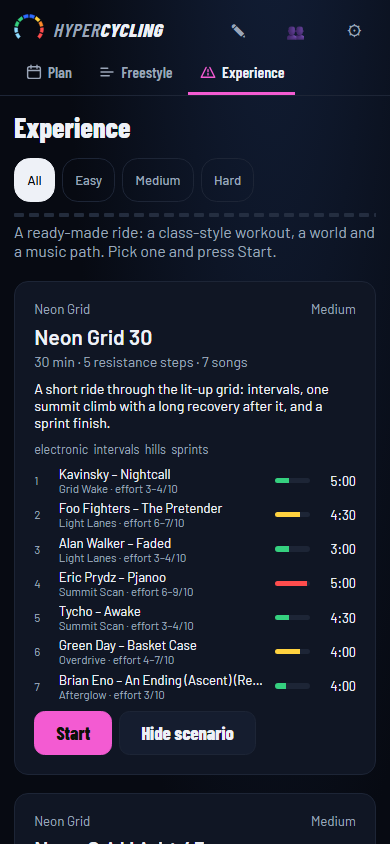 HYPERCYCLING
Plan
Freestyle
Experience
Experience
All
Easy
Medium
Hard
A ready-made ride: a class-style workout, a world and
a music path. Pick one and press Start.
Neon Grid
Medium
Neon Grid 30
30 min · 5 resistance steps · 7 songs
A short ride through the lit-up grid: intervals, one
summit climb with a long recovery after it, and a
sprint finish.
electronic intervals hills sprints
1 Kavinsky – Nightcall 5:00
Grid Wake · effort 3–4/10
2 Foo Fighters – The Pretender 4:30
Light Lanes · effort 6–7/10
3 Alan Walker – Faded 3:00
Light Lanes · effort 3–4/10
4 Eric Prydz – Pjanoo 5:00
Summit Scan · effort 6–9/10
5 Tycho – Awake 4:30
Summit Scan · effort 3–4/10
6 Green Day – Basket Case 4:00
Overdrive · effort 4–7/10
7 Brian Eno – An Ending (Ascent) (Re... 4:00
Afterglow · effort 3/10
Start
Hide scenario
Neon Grid
Medium